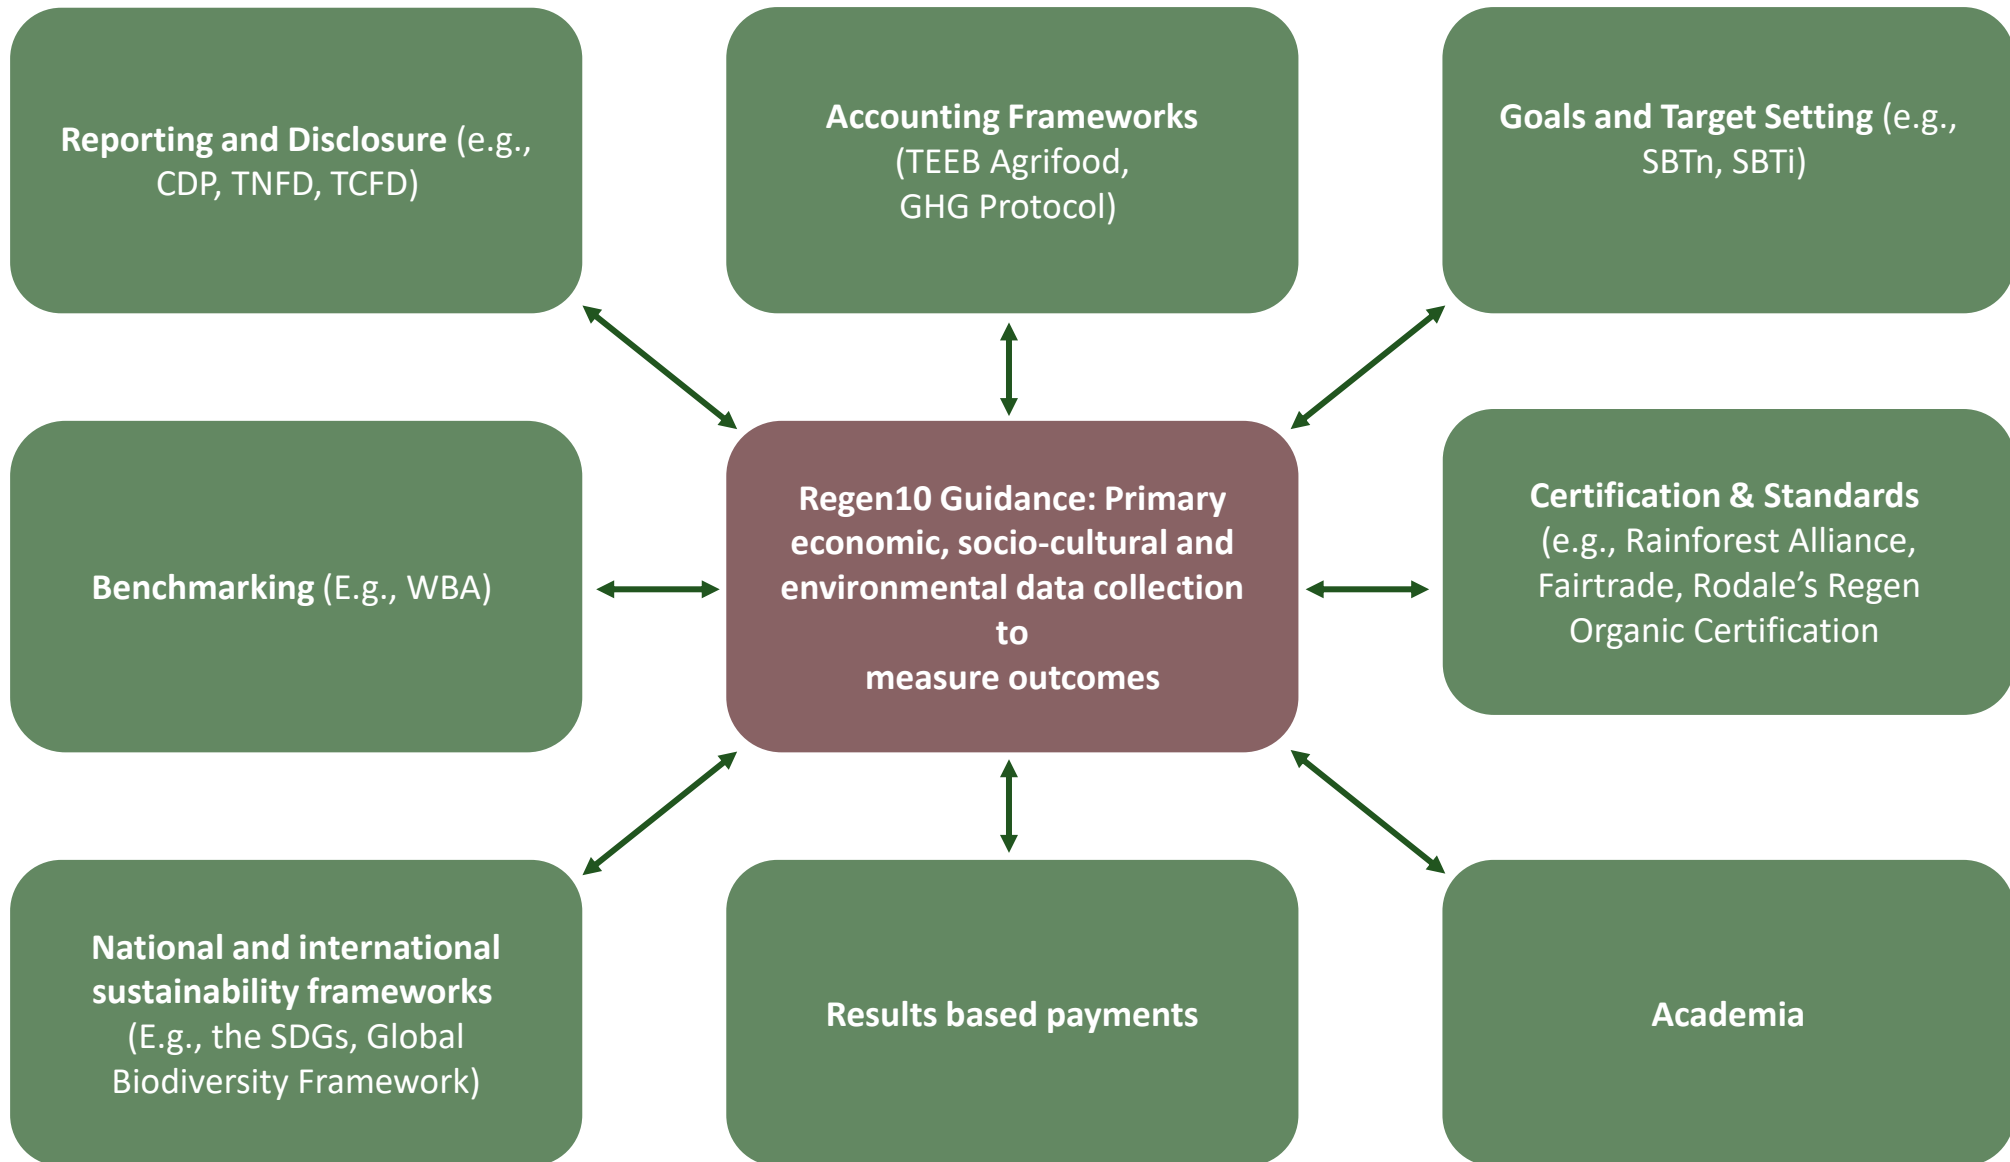 Reporting and Disclosure (e.g.,
CDP, TNFD, TCFD)
Accounting Frameworks
(TEEB Agrifood,
GHG Protocol)
Goals and Target Setting (e.g.,
SBTn, SBTi)
Benchmarking (E.g., WBA)
Regen10 Guidance: Primary
economic, socio-cultural and
environmental data collection
to
measure outcomes
Certification & Standards
(e.g., Rainforest Alliance,
Fairtrade, Rodale’s Regen
Organic Certification
National and international
sustainability frameworks
(E.g., the SDGs, Global
Biodiversity Framework)
Results based payments
Academia